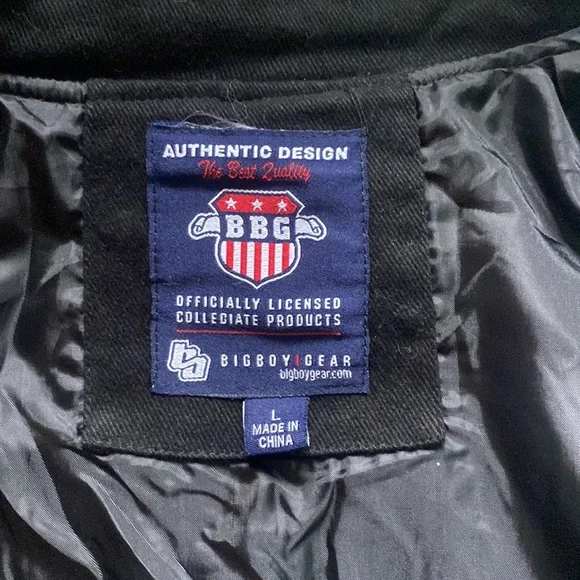 AUTHENTIC DESIGN
The Best Quality
BBG
OFFICIALLY LICENSED
COLLEGIATE PRODUCTS
BIGBOY GEAR
bigboygear.com
L
MADE IN
CHINA